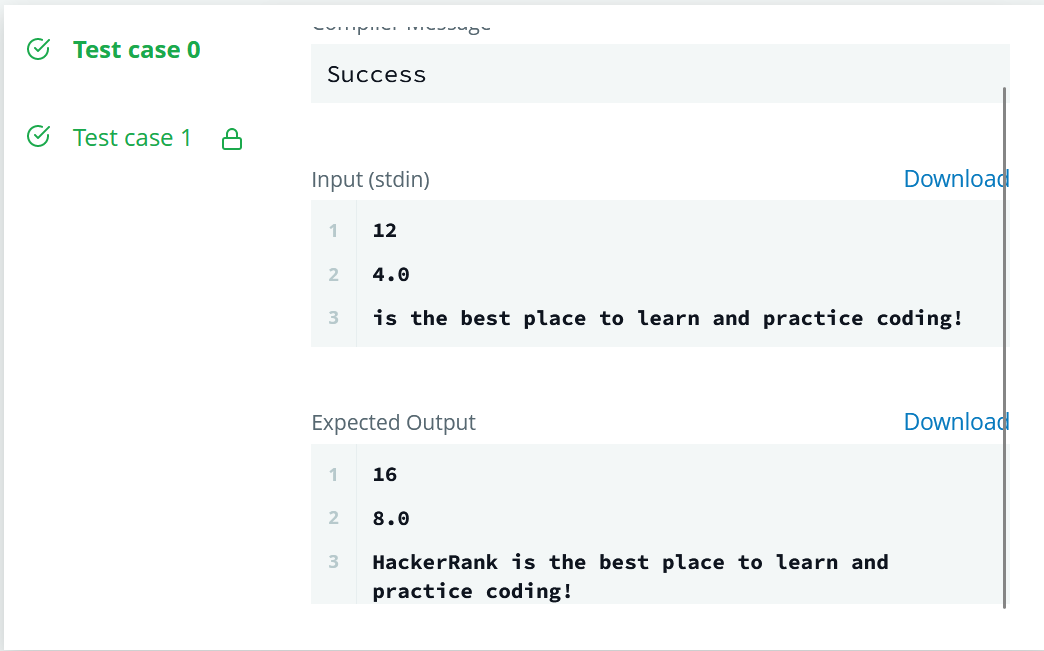 Compiler Message
Test case 0
Success
Test case 1
Input (stdin)
Download
1 12
2 4.0
3 is the best place to learn and practice coding!
Expected Output
Download
1 16
2 8.0
3 HackerRank is the best place to learn and
practice coding!